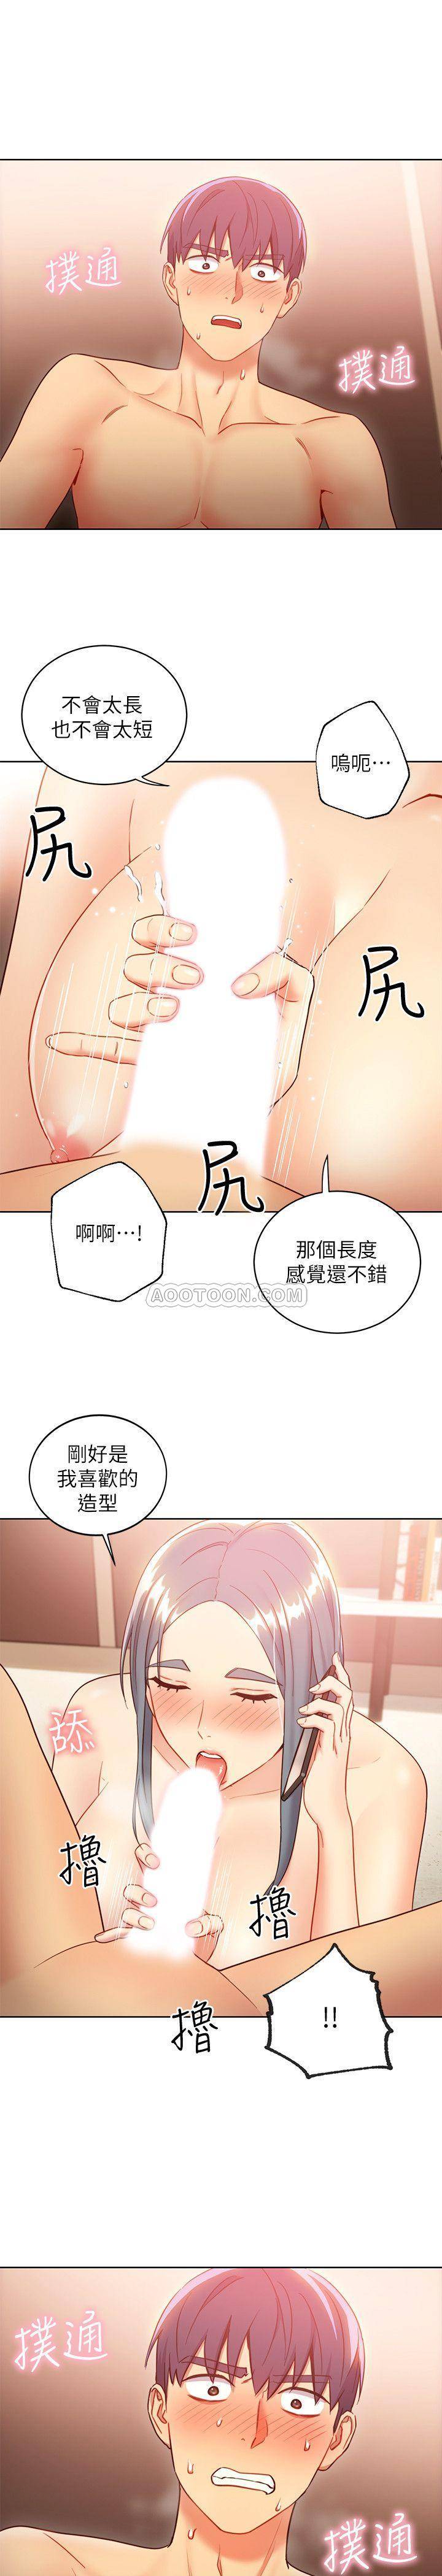 撲通
撲通
不會太長
也不會太短
嗚呃…
尻
尻
尻
啊啊…!
那個長度
感覺還不錯
AOOTOON.COM
剛好是
我喜歡的
造型
舔
擼
擼
擼
!!
撲通
撲通